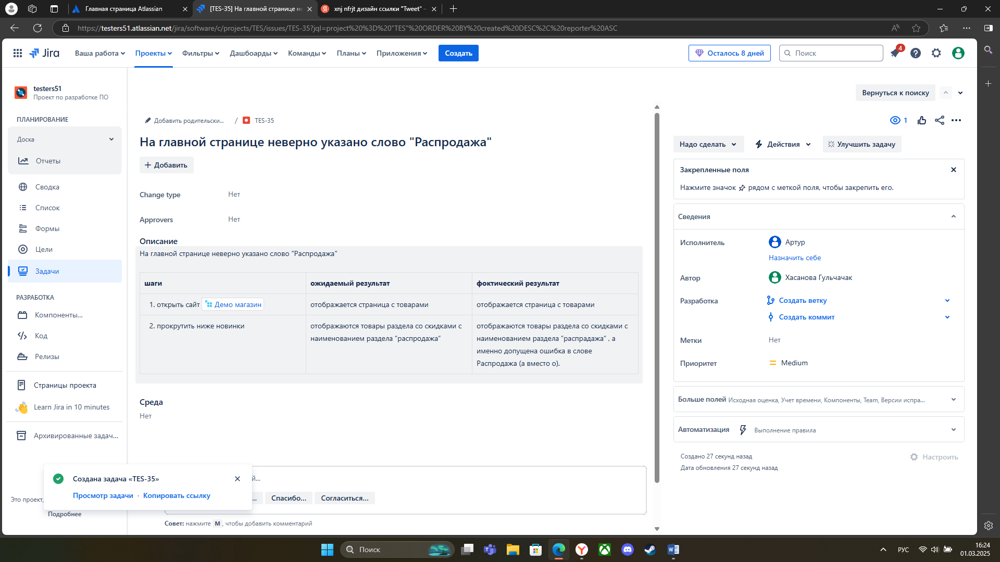 Главная страница Atlassian
[TES-35] На главной странице не
xnj nfrjt дизайн ссылки "Tweet" –
https://testers51.atlassian.net/jira/software/c/projects/TES/issues/TES-35?jql=project%20%3D%20"TES"%20ORDER%20BY%20created%20DESC%2C%20reporter%20ASC
Jira
Ваша работа
Проекты
Фильтры
Дашборды
Команды
Планы
Приложения
Создать
Осталось 8 дней
Поиск
4
testers51
Проект по разработке ПО
ПЛАНИРОВАНИЕ
Доска
Отчеты
Сводка
Список
Формы
Цели
Задачи
РАЗРАБОТКА
Компоненты...
Код
Релизы
Страницы проекта
Learn Jira in 10 minutes
Архивированные задач...
Это проект,
Подробнее
Вернуться к поиску
Добавить родительски... / TES-35
На главной странице неверно указано слово "Распродажа"
+ Добавить
Change type Нет
Approvers Нет
Описание
На главной странице неверно указано слово "Распродажа"
шаги
ожидаемый результат
фоктический результат
1. открыть сайт Демо магазин
отображается страница с товарами
отображается страница с товарами
2. прокрутить ниже новинки
отображаются товары раздела со скидками с
наименованием раздела “распродажа“
отображаются товары раздела со скидками с
наименованием раздела “распрадажа“ , а
именно допущена ошибка в слове
Распродажа (а вместо о).
Среда
Нет
й...
...
Спасибо...
Согласиться...
Совет: нажмите M, чтобы добавить комментарий
Создана задача «TES-35»
Просмотр задачи · Копировать ссылку
1
Надо сделать
Действия
Улучшить задачу
Закрепленные поля
Нажмите значок рядом с меткой поля, чтобы закрепить его.
Сведения
Исполнитель
Артур
Назначить себе
Автор
Хасанова Гульчачак
Разработка
Создать ветку
Создать коммит
Метки
Нет
Приоритет
Medium
Больше полей Исходная оценка, Учет времени, Компоненты, Team, Версии испра...
Автоматизация Выполнение правила
Создано 27 секунд назад
Дата обновления 27 секунд назад
Настроить
Поиск
РУС
16:24
01.03.2025